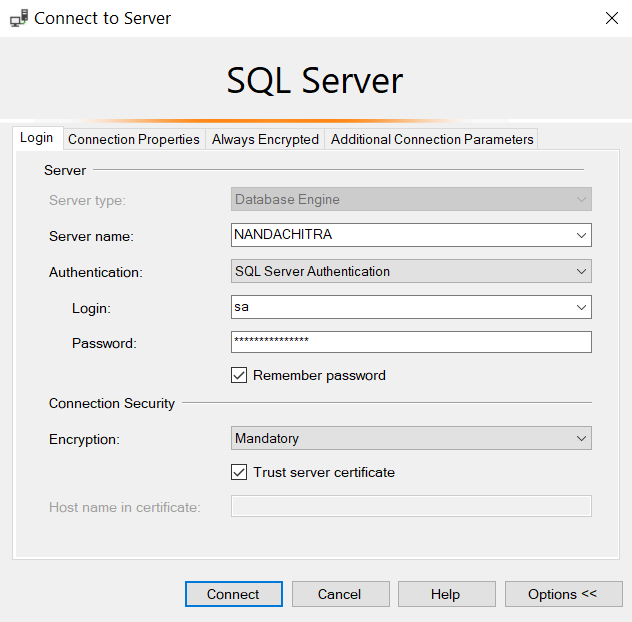 Connect to Server
SQL Server
Login Connection Properties Always Encrypted Additional Connection Parameters
Server
Server type: Database Engine
Server name: NANDACHITRA
Authentication: SQL Server Authentication
Login: sa
Password: ***************
Remember password
Connection Security
Encryption: Mandatory
Trust server certificate
Host name in certificate:
Connect Cancel Help Options <<